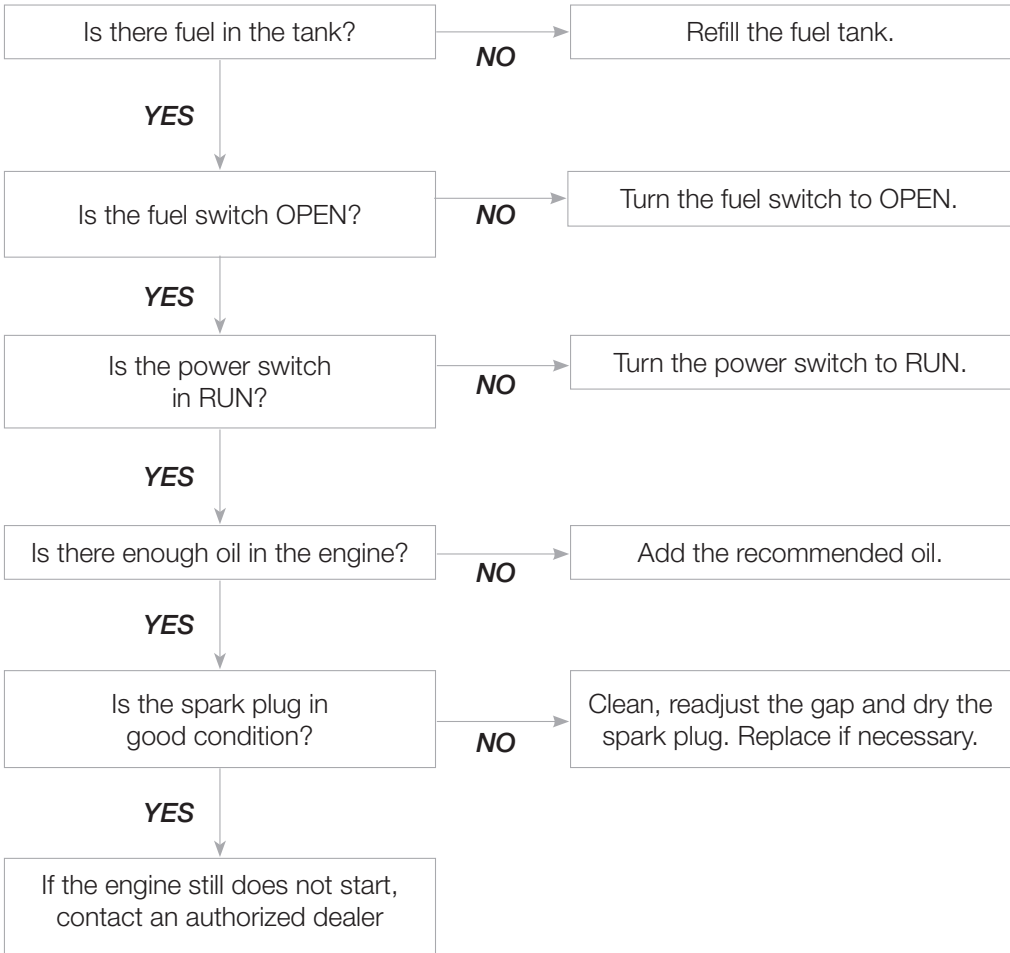 Is there fuel in the tank?
NO
Refill the fuel tank.
YES
Is the fuel switch OPEN?
NO
Turn the fuel switch to OPEN.
YES
Is the power switch
in RUN?
NO
Turn the power switch to RUN.
YES
Is there enough oil in the engine?
NO
Add the recommended oil.
YES
Is the spark plug in
good condition?
NO
Clean, readjust the gap and dry the
spark plug. Replace if necessary.
YES
If the engine still does not start,
contact an authorized dealer